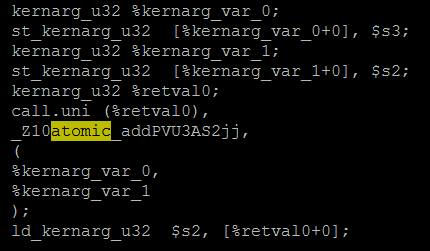 kernarg_u32 %kernarg_var_0;
st_kernarg_u32  [%kernarg_var_0+0], $s3;
kernarg_u32 %kernarg_var_1;
st_kernarg_u32  [%kernarg_var_1+0], $s2;
kernarg_u32 %retval0;
call.uni (%retval0),
_Z10atomic_addPVU3AS2jj,
(
%kernarg_var_0,
%kernarg_var_1
);
ld_kernarg_u32  $s2, [%retval0+0];